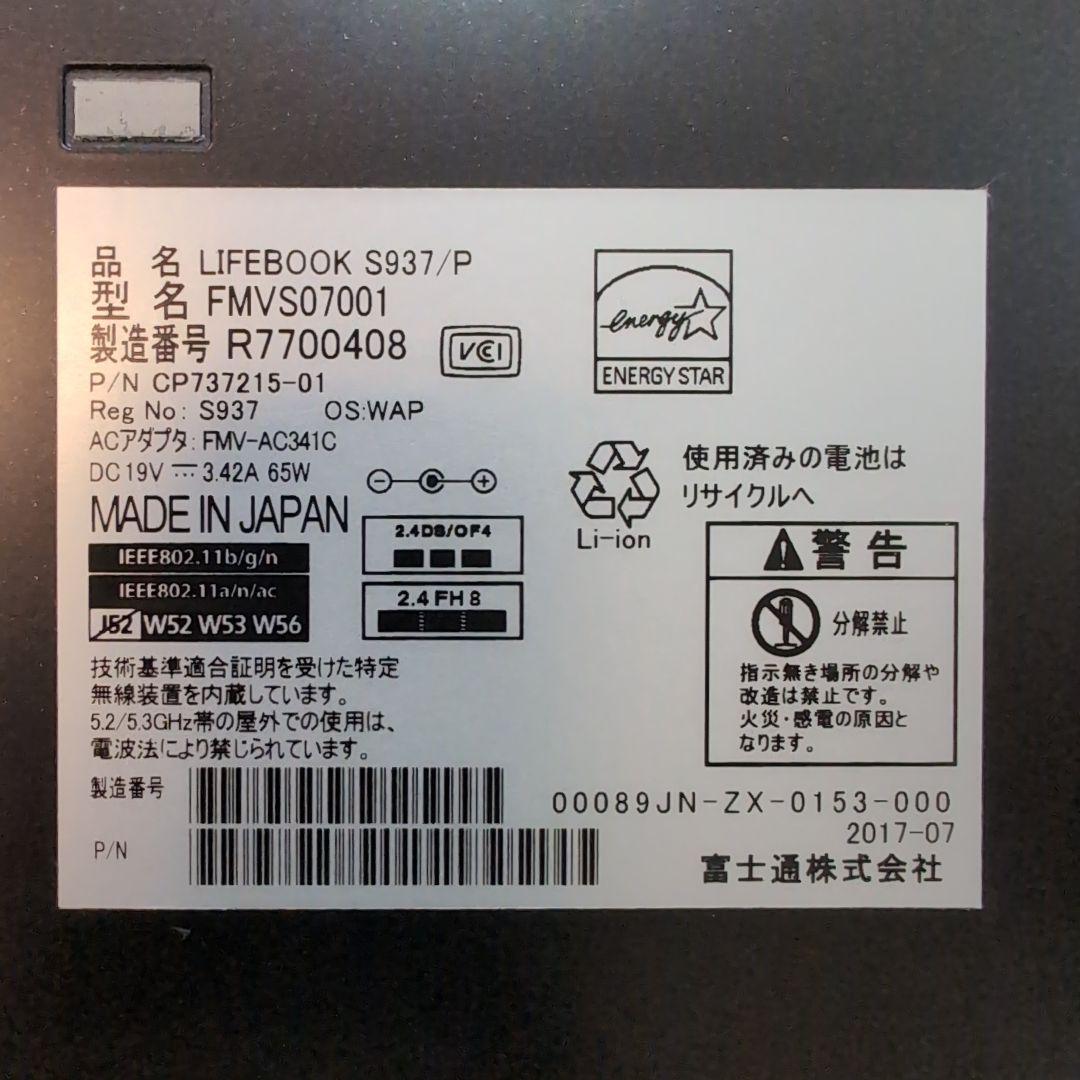 品 名 LIFEBOOK S937/P
型 名 FMVS07001
製造番号 R7700408
VCCI
P/N CP737215-01
Reg No: S937 OS:WAP
ACアダプタ: FMV-AC341C
DC 19V 3.42A 65W
MADE IN JAPAN
IEEE802.11b/g/n
IEEE802.11a/n/ac
J52 W52 W53 W56
2.4DS/OF4
2.4 FH 8
技術基準適合証明を受けた特定
無線装置を内蔵しています。
5.2/5.3GHz帯の屋外での使用は、
電波法により禁じられています。
製造番号
P/N
energy
ENERGY STAR
使用済みの電池は
リサイクルへ
Li-ion
警告
分解禁止
指示無き場所の分解や
改造は禁止です。
火災・感電の原因と
なります。
00089JN-ZX-0153-000
2017-07
富士通株式会社